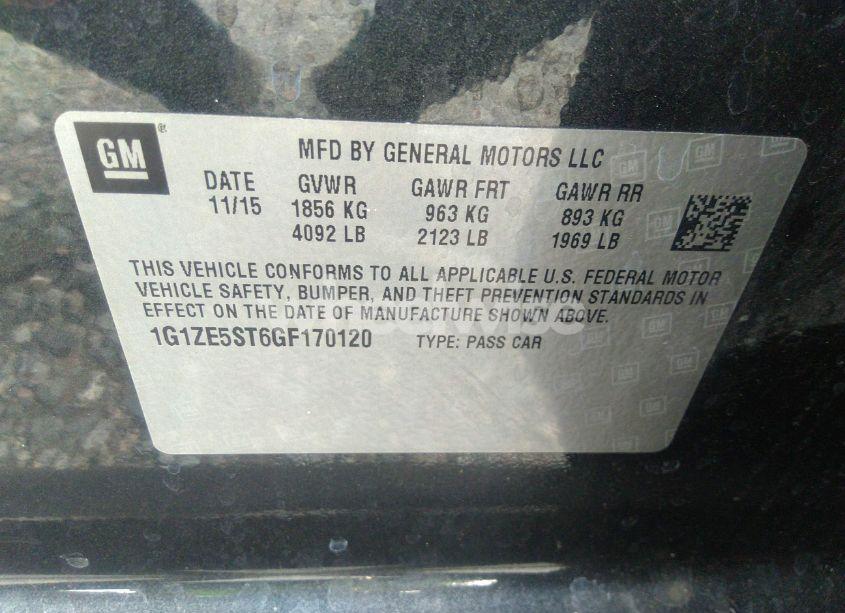 GM
MFD BY GENERAL MOTORS LLC
DATE GVWR GAWR FRT GAWR RR
11/15 1856 KG 963 KG 893 KG
4092 LB 2123 LB 1969 LB
THIS VEHICLE CONFORMS TO ALL APPLICABLE U.S. FEDERAL MOTOR
VEHICLE SAFETY, BUMPER, AND THEFT PREVENTION STANDARDS IN
EFFECT ON THE DATE OF MANUFACTURE SHOWN ABOVE.
1G1ZE5ST6GF170120 TYPE: PASS CAR